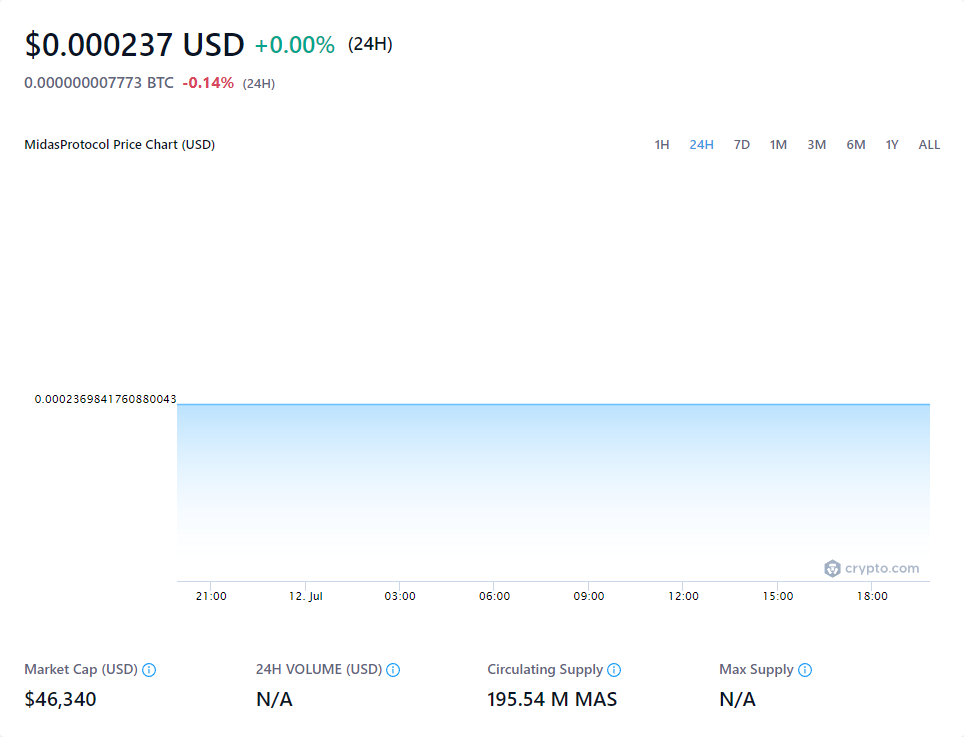 $0.000237 USD +0.00% (24H)
0.000000007773 BTC -0.14% (24H)
MidasProtocol Price Chart (USD) 1H 24H 7D 1M 3M 6M 1Y ALL
0.0002369841760880043
crypto.com
21:00 12. Jul 03:00 06:00 09:00 12:00 15:00 18:00
Market Cap (USD) 24H VOLUME (USD) Circulating Supply Max Supply
$46,340 N/A 195.54 M MAS N/A